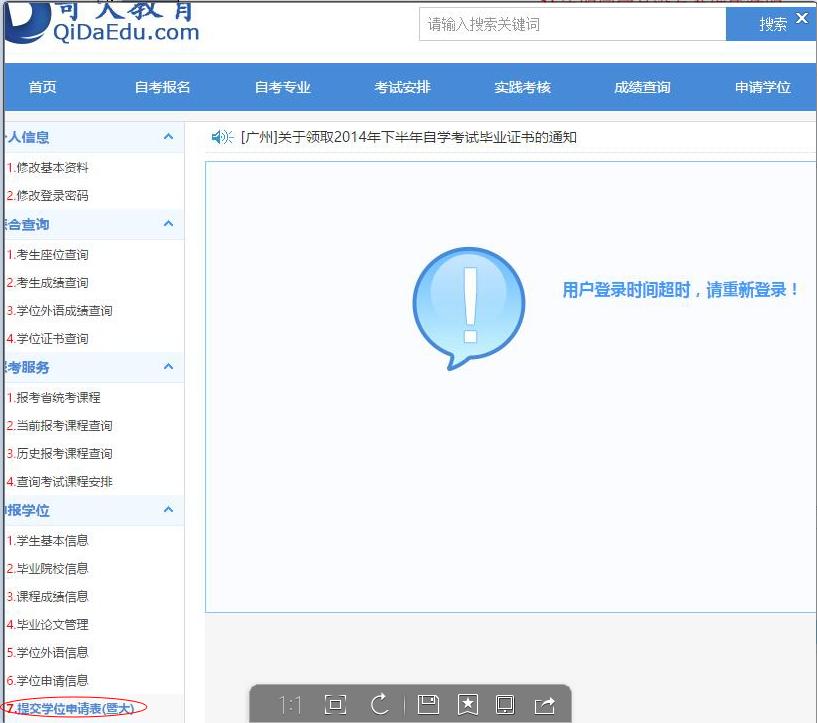 QiDaEdu.com
请输入搜索关键词
搜索
首页
自考报名
自考专业
考试安排
实践考核
成绩查询
申请学位
人信息
1.修改基本资料
2.修改登录密码
合查询
1.考生座位查询
2.考生成绩查询
3.学位外语成绩查询
4.学位证书查询
考服务
1.报考省统考课程
2.当前报考课程查询
3.历史报考课程查询
4.查询考试课程安排
报学位
1.学生基本信息
2.毕业院校信息
3.课程成绩信息
4.毕业论文管理
5.学位外语信息
6.学位申请信息
7.提交学位申请表(暨大)
[广州]关于领取2014年下半年自学考试毕业证书的通知
用户登录时间超时，请重新登录！
1:1